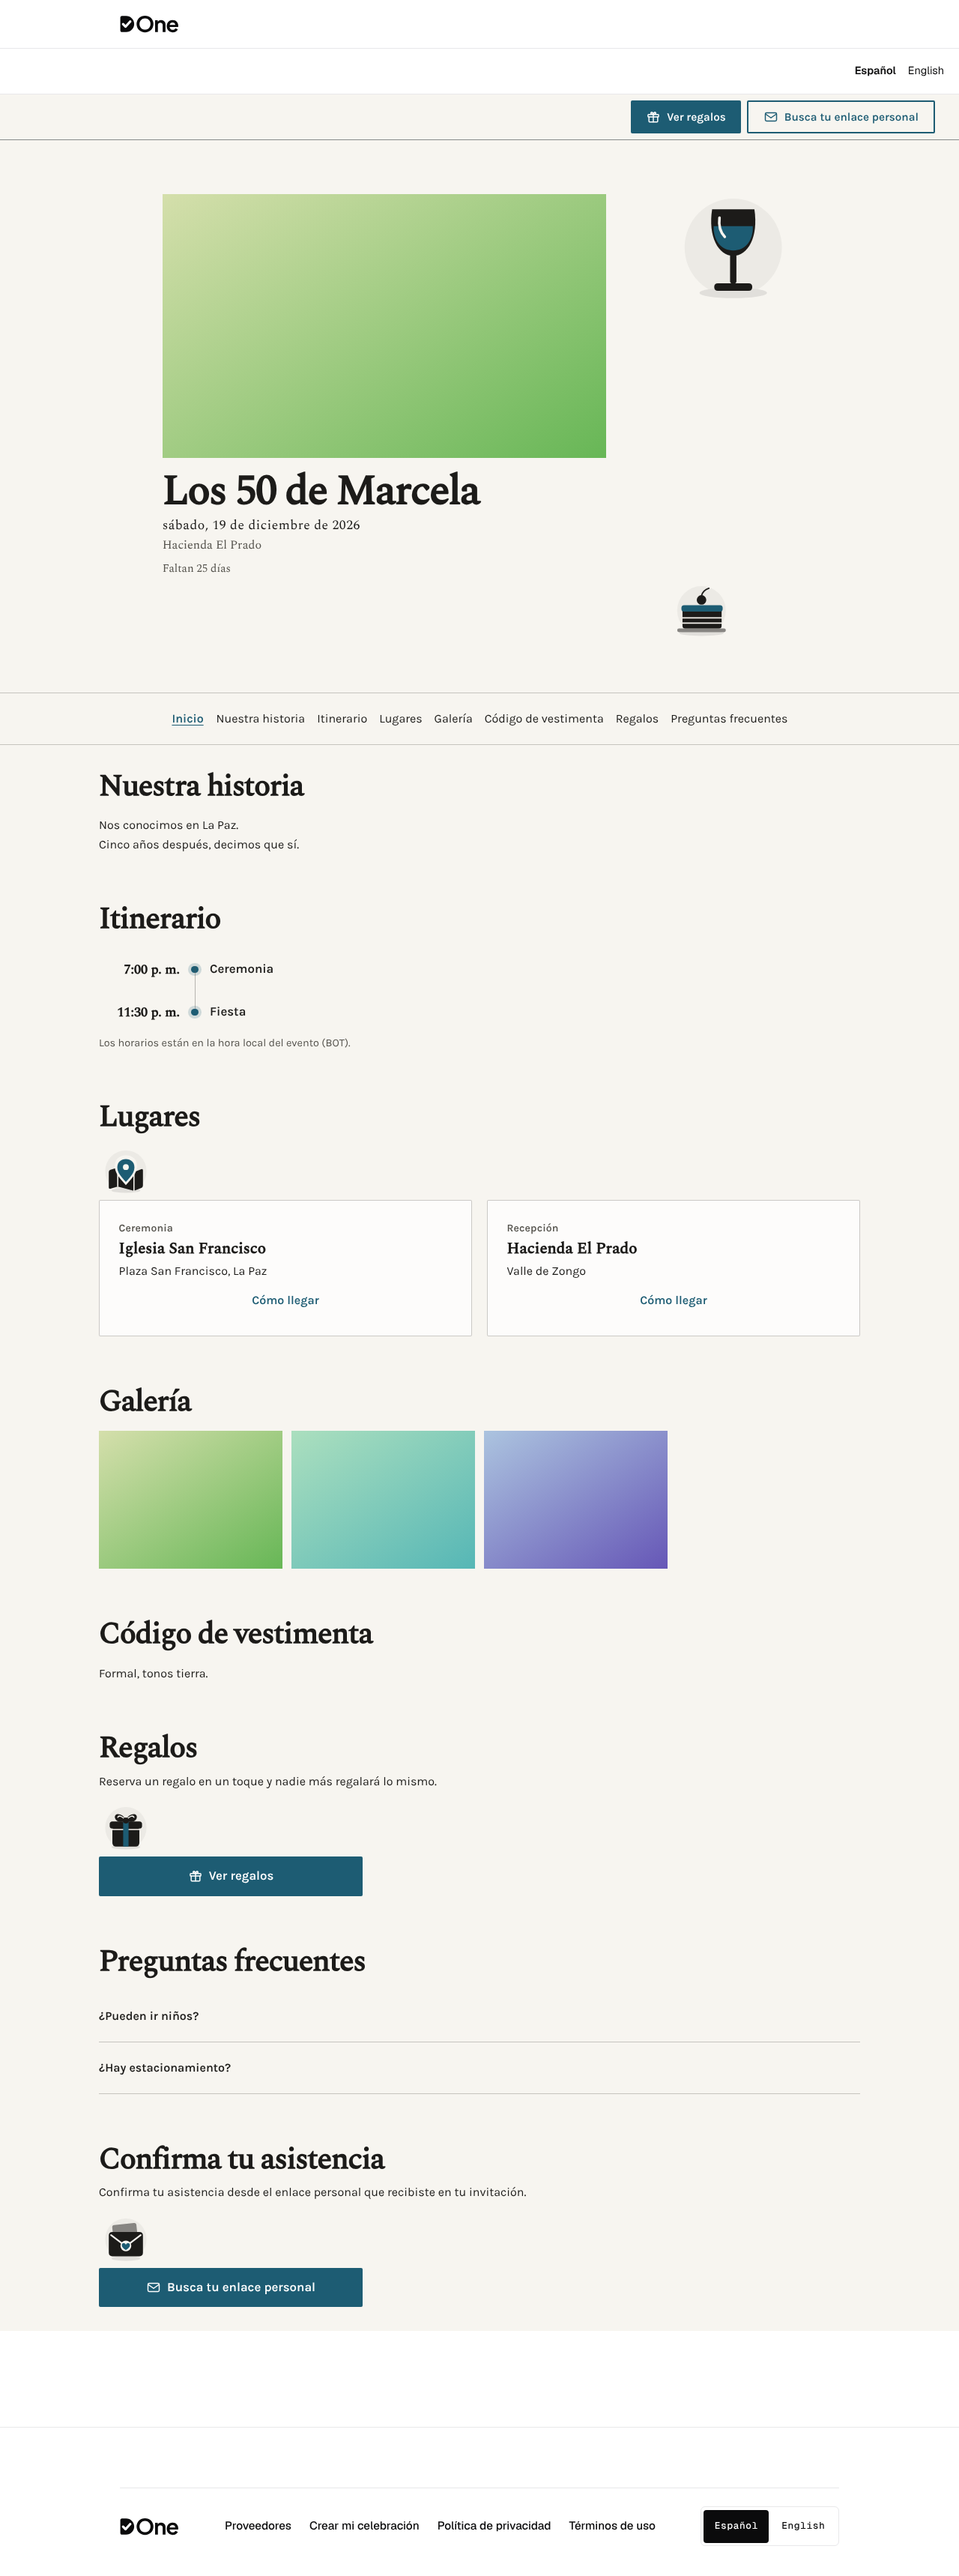 DOne
Español English
Ver regalos Busca tu enlace personal
Los 50 de Marcela
sábado, 19 de diciembre de 2026
Hacienda El Prado
Faltan 25 días
Inicio Nuestra historia Itinerario Lugares Galería Código de vestimenta Regalos Preguntas frecuentes
Nuestra historia
Nos conocimos en La Paz.
Cinco años después, decimos que sí.
Itinerario
7:00 p. m. Ceremonia
11:30 p. m. Fiesta
Los horarios están en la hora local del evento (BOT).
Lugares
Ceremonia
Iglesia San Francisco
Plaza San Francisco, La Paz
Cómo llegar
Recepción
Hacienda El Prado
Valle de Zongo
Cómo llegar
Galería
Código de vestimenta
Formal, tonos tierra.
Regalos
Reserva un regalo en un toque y nadie más regalará lo mismo.
Ver regalos
Preguntas frecuentes
¿Pueden ir niños?
¿Hay estacionamiento?
Confirma tu asistencia
Confirma tu asistencia desde el enlace personal que recibiste en tu invitación.
Busca tu enlace personal
DOne Proveedores Crear mi celebración Política de privacidad Términos de uso Español English